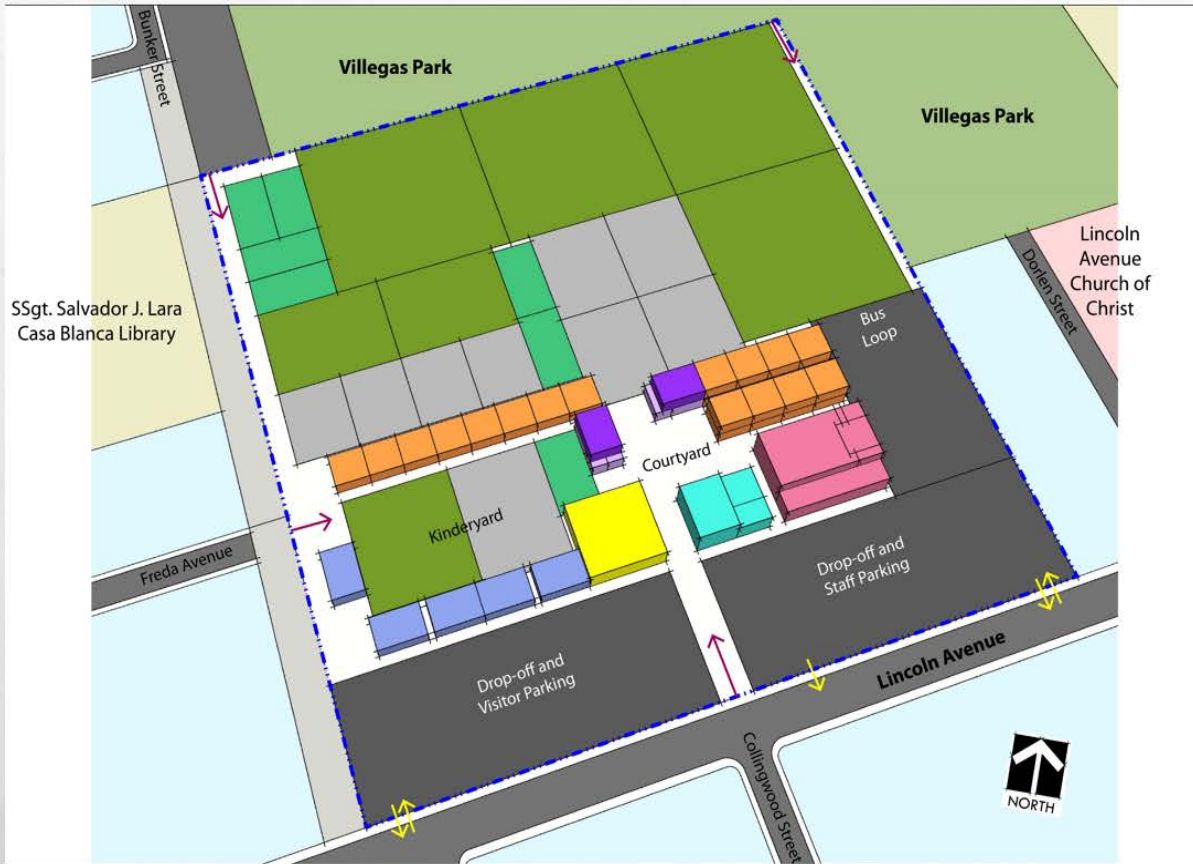 Bunker Street
Villegas Park
Villegas Park
Lincoln
Avenue
Church of
Christ
Dorlen Street
SSgt. Salvador J. Lara
Casa Blanca Library
Bus
Loop
Courtyard
Kinderyard
Freda Avenue
Drop-off and
Staff Parking
Drop-off and
Visitor Parking
Lincoln Avenue
Collingwood Street
NORTH